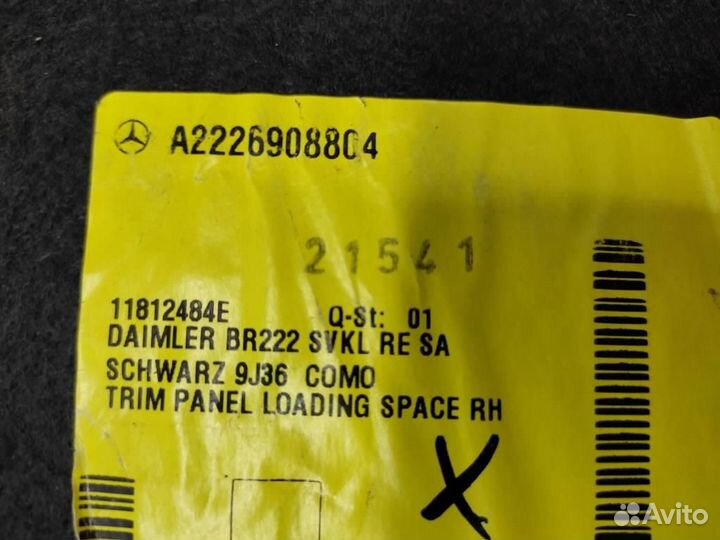 A2226908804
21541
11812484E Q-St: 01
DAIMLER BR222 SVKL RE SA
SCHWARZ 9J36 COMO
TRIM PANEL LOADING SPACE RH
X
Avito